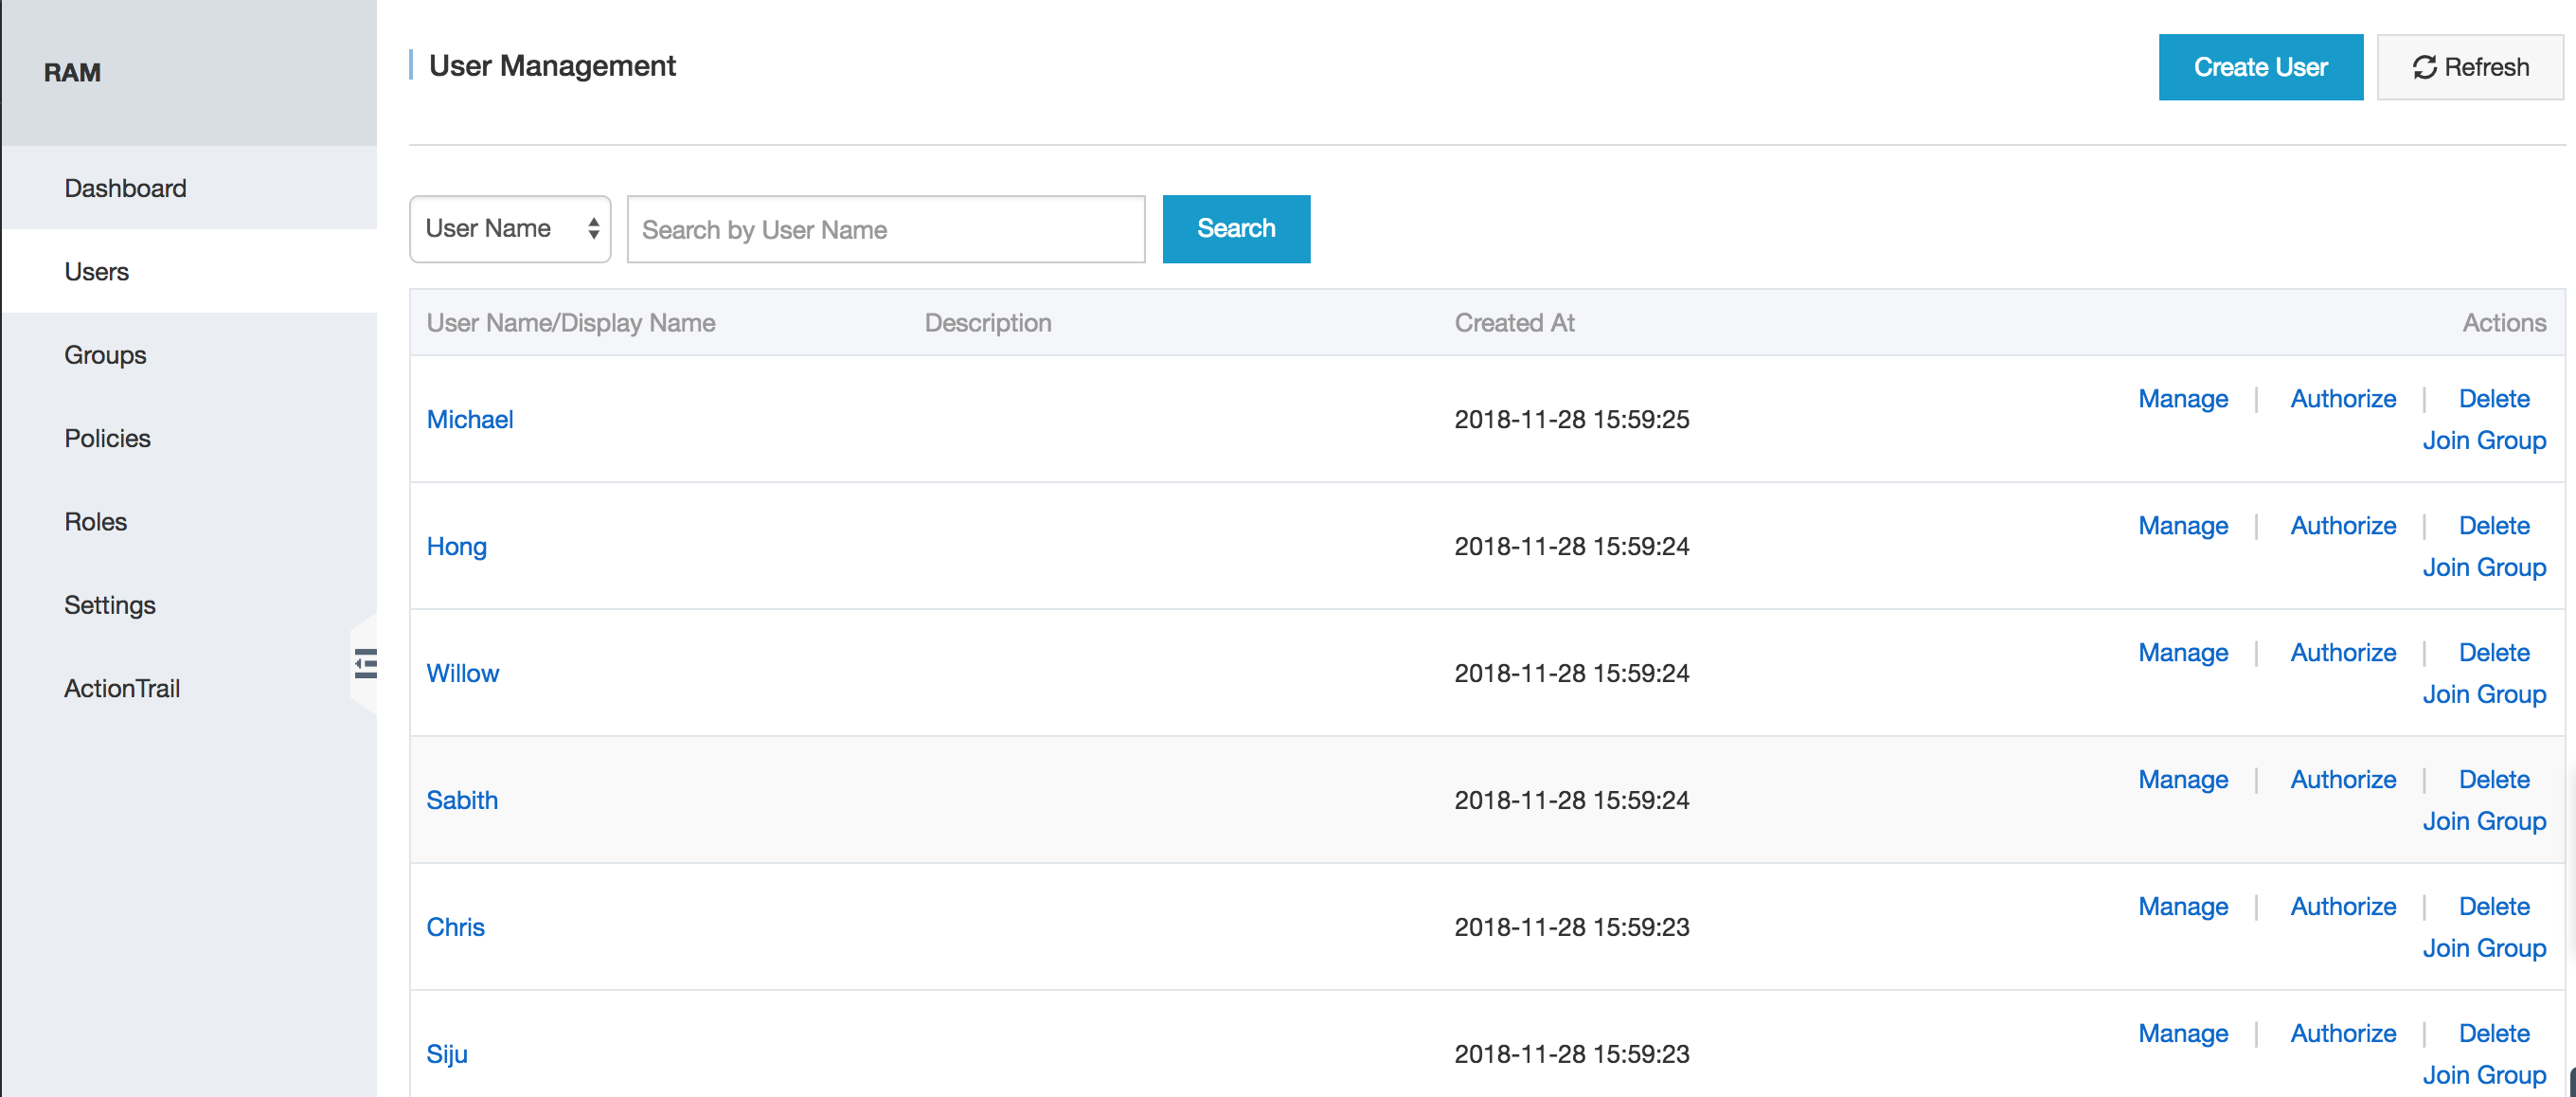 RAM
Dashboard
Users
Groups
Policies
Roles
Settings
ActionTrail
User Management
Create User
Refresh
User Name
Search by User Name
Search
User Name/Display Name Description Created At Actions
Michael 2018-11-28 15:59:25 Manage | Authorize | Delete
Join Group
Hong 2018-11-28 15:59:24 Manage | Authorize | Delete
Join Group
Willow 2018-11-28 15:59:24 Manage | Authorize | Delete
Join Group
Sabith 2018-11-28 15:59:24 Manage | Authorize | Delete
Join Group
Chris 2018-11-28 15:59:23 Manage | Authorize | Delete
Join Group
Siju 2018-11-28 15:59:23 Manage | Authorize | Delete
Join Group